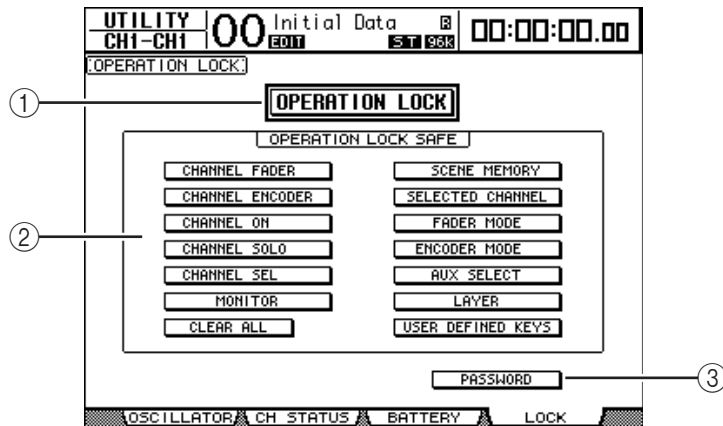 UTILITY 00 Initial Data R 00:00:00.00
CH1-CH1 EDIT ST 96K
OPERATION LOCK
① OPERATION LOCK
OPERATION LOCK SAFE
CHANNEL FADER SCENE MEMORY
CHANNEL ENCODER SELECTED CHANNEL
② CHANNEL ON FADER MODE
CHANNEL SOLO ENCODER MODE
CHANNEL SEL AUX SELECT
MONITOR LAYER
CLEAR ALL USER DEFINED KEYS
PASSWORD ③
OSCILLATOR CH STATUS BATTERY LOCK